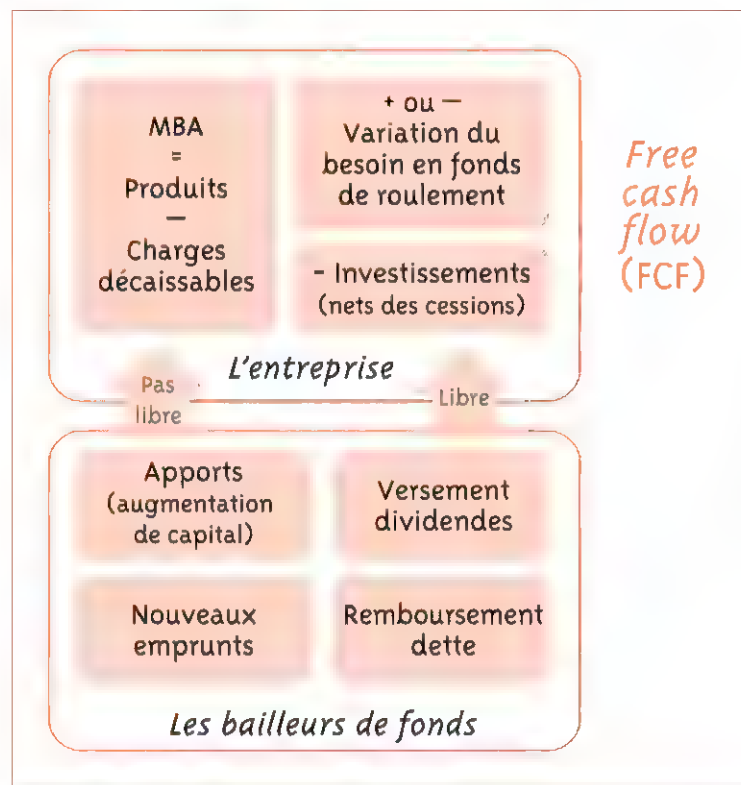 MBA
=
Produits
—
Charges
décaissables
+ ou —
Variation du
besoin en fonds
de roulement
- Investissements
(nets des cessions)
L'entreprise
Free
cash
flow
(FCF)
Pas
libre
Libre
Apports
(augmentation
de capital)
Versement
dividendes
Nouveaux
emprunts
Remboursement
dette
Les bailleurs de fonds